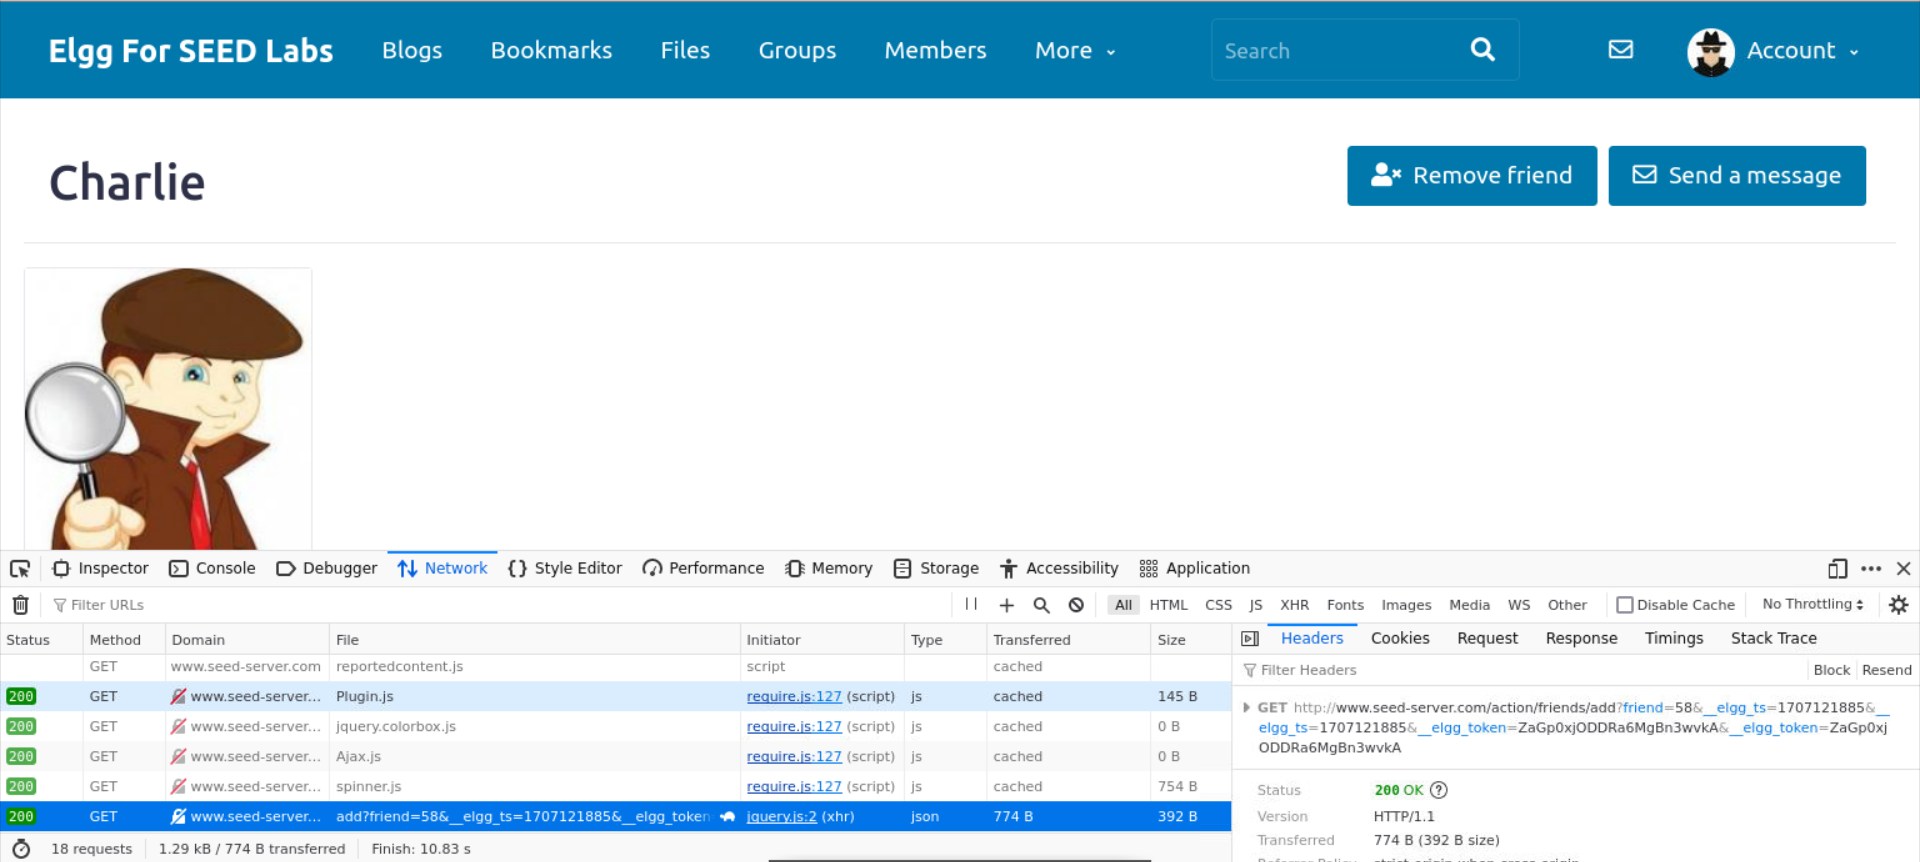 Elgg For SEED Labs Blogs Bookmarks Files Groups Members More Search Account
Charlie Remove friend Send a message
Inspector Console Debugger Network {} Style Editor Performance Memory Storage Accessibility Application
Filter URLs All HTML CSS JS XHR Fonts Images Media WS Other Disable Cache No Throttling
Status Method Domain File Initiator Type Transferred Size
GET www.seed-server.com reportedcontent.js script cached
200 GET www.seed-server... Plugin.js require.js:127 (script) js cached 145 B
200 GET www.seed-server... jquery.colorbox.js require.js:127 (script) js cached 0 B
200 GET www.seed-server... Ajax.js require.js:127 (script) js cached 0 B
200 GET www.seed-server... spinner.js require.js:127 (script) js cached 754 B
200 GET www.seed-server... add?friend=58&__elgg_ts=1707121885&__elgg_token jquery.js:2 (xhr) json 774 B 392 B
18 requests 1.29 kB / 774 B transferred Finish: 10.83 s
Headers Cookies Request Response Timings Stack Trace
Filter Headers Block Resend
GET http://www.seed-server.com/action/friends/add?friend=58&__elgg_ts=1707121885&__
elgg_ts=1707121885&__elgg_token=ZaGp0xjODDRa6MgBn3wvkA&__elgg_token=ZaGp0xj
ODDRa6MgBn3wvkA
Status 200 OK ?
Version HTTP/1.1
Transferred 774 B (392 B size)